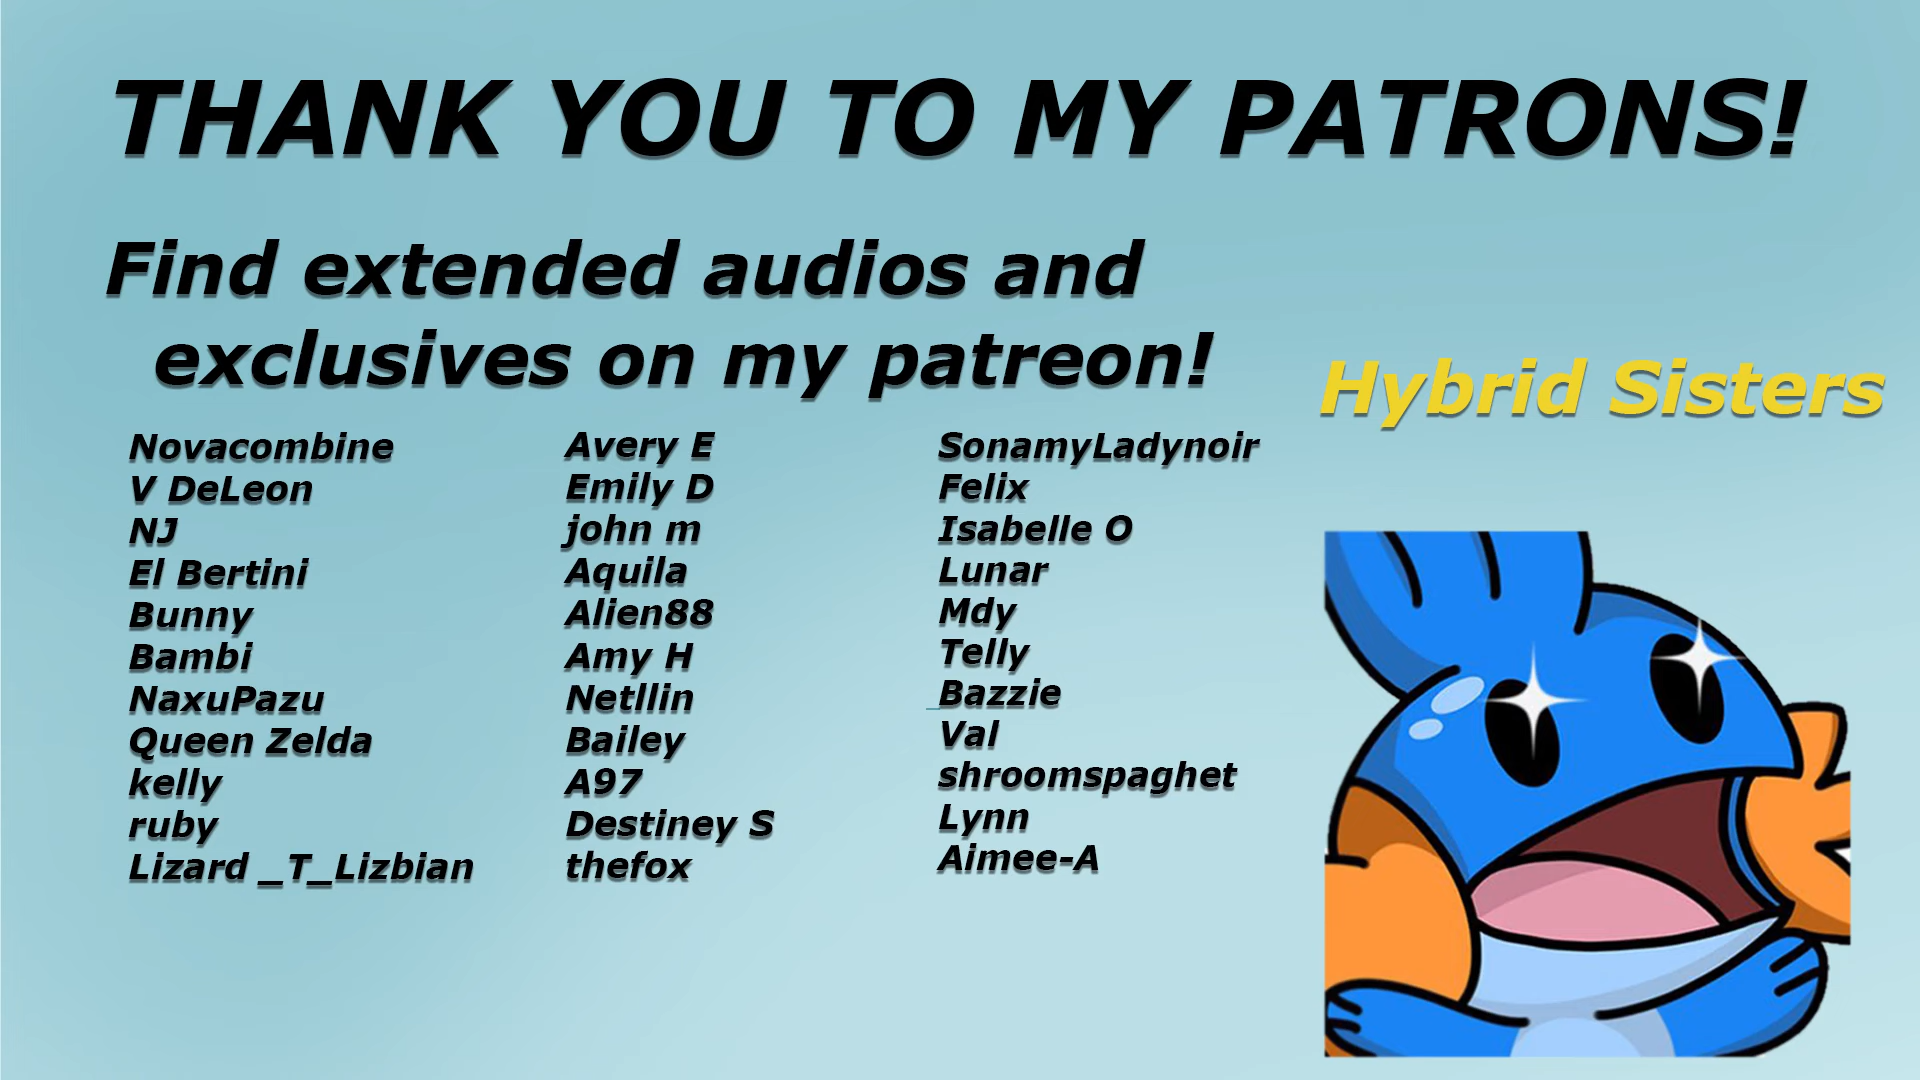 THANK YOU TO MY PATRONS!
Find extended audios and
exclusives on my patreon!
Hybrid Sisters
Novacombine
V DeLeon
NJ
El Bertini
Bunny
Bambi
NaxuPazu
Queen Zelda
kelly
ruby
Lizard _T_Lizbian
Avery E
Emily D
john m
Aquila
Alien88
Amy H
Netllin
Bailey
A97
Destiney S
thefox
SonamyLadynoir
Felix
Isabelle O
Lunar
Mdy
Telly
Bazzie
Val
shroomspaghet
Lynn
Aimee-A